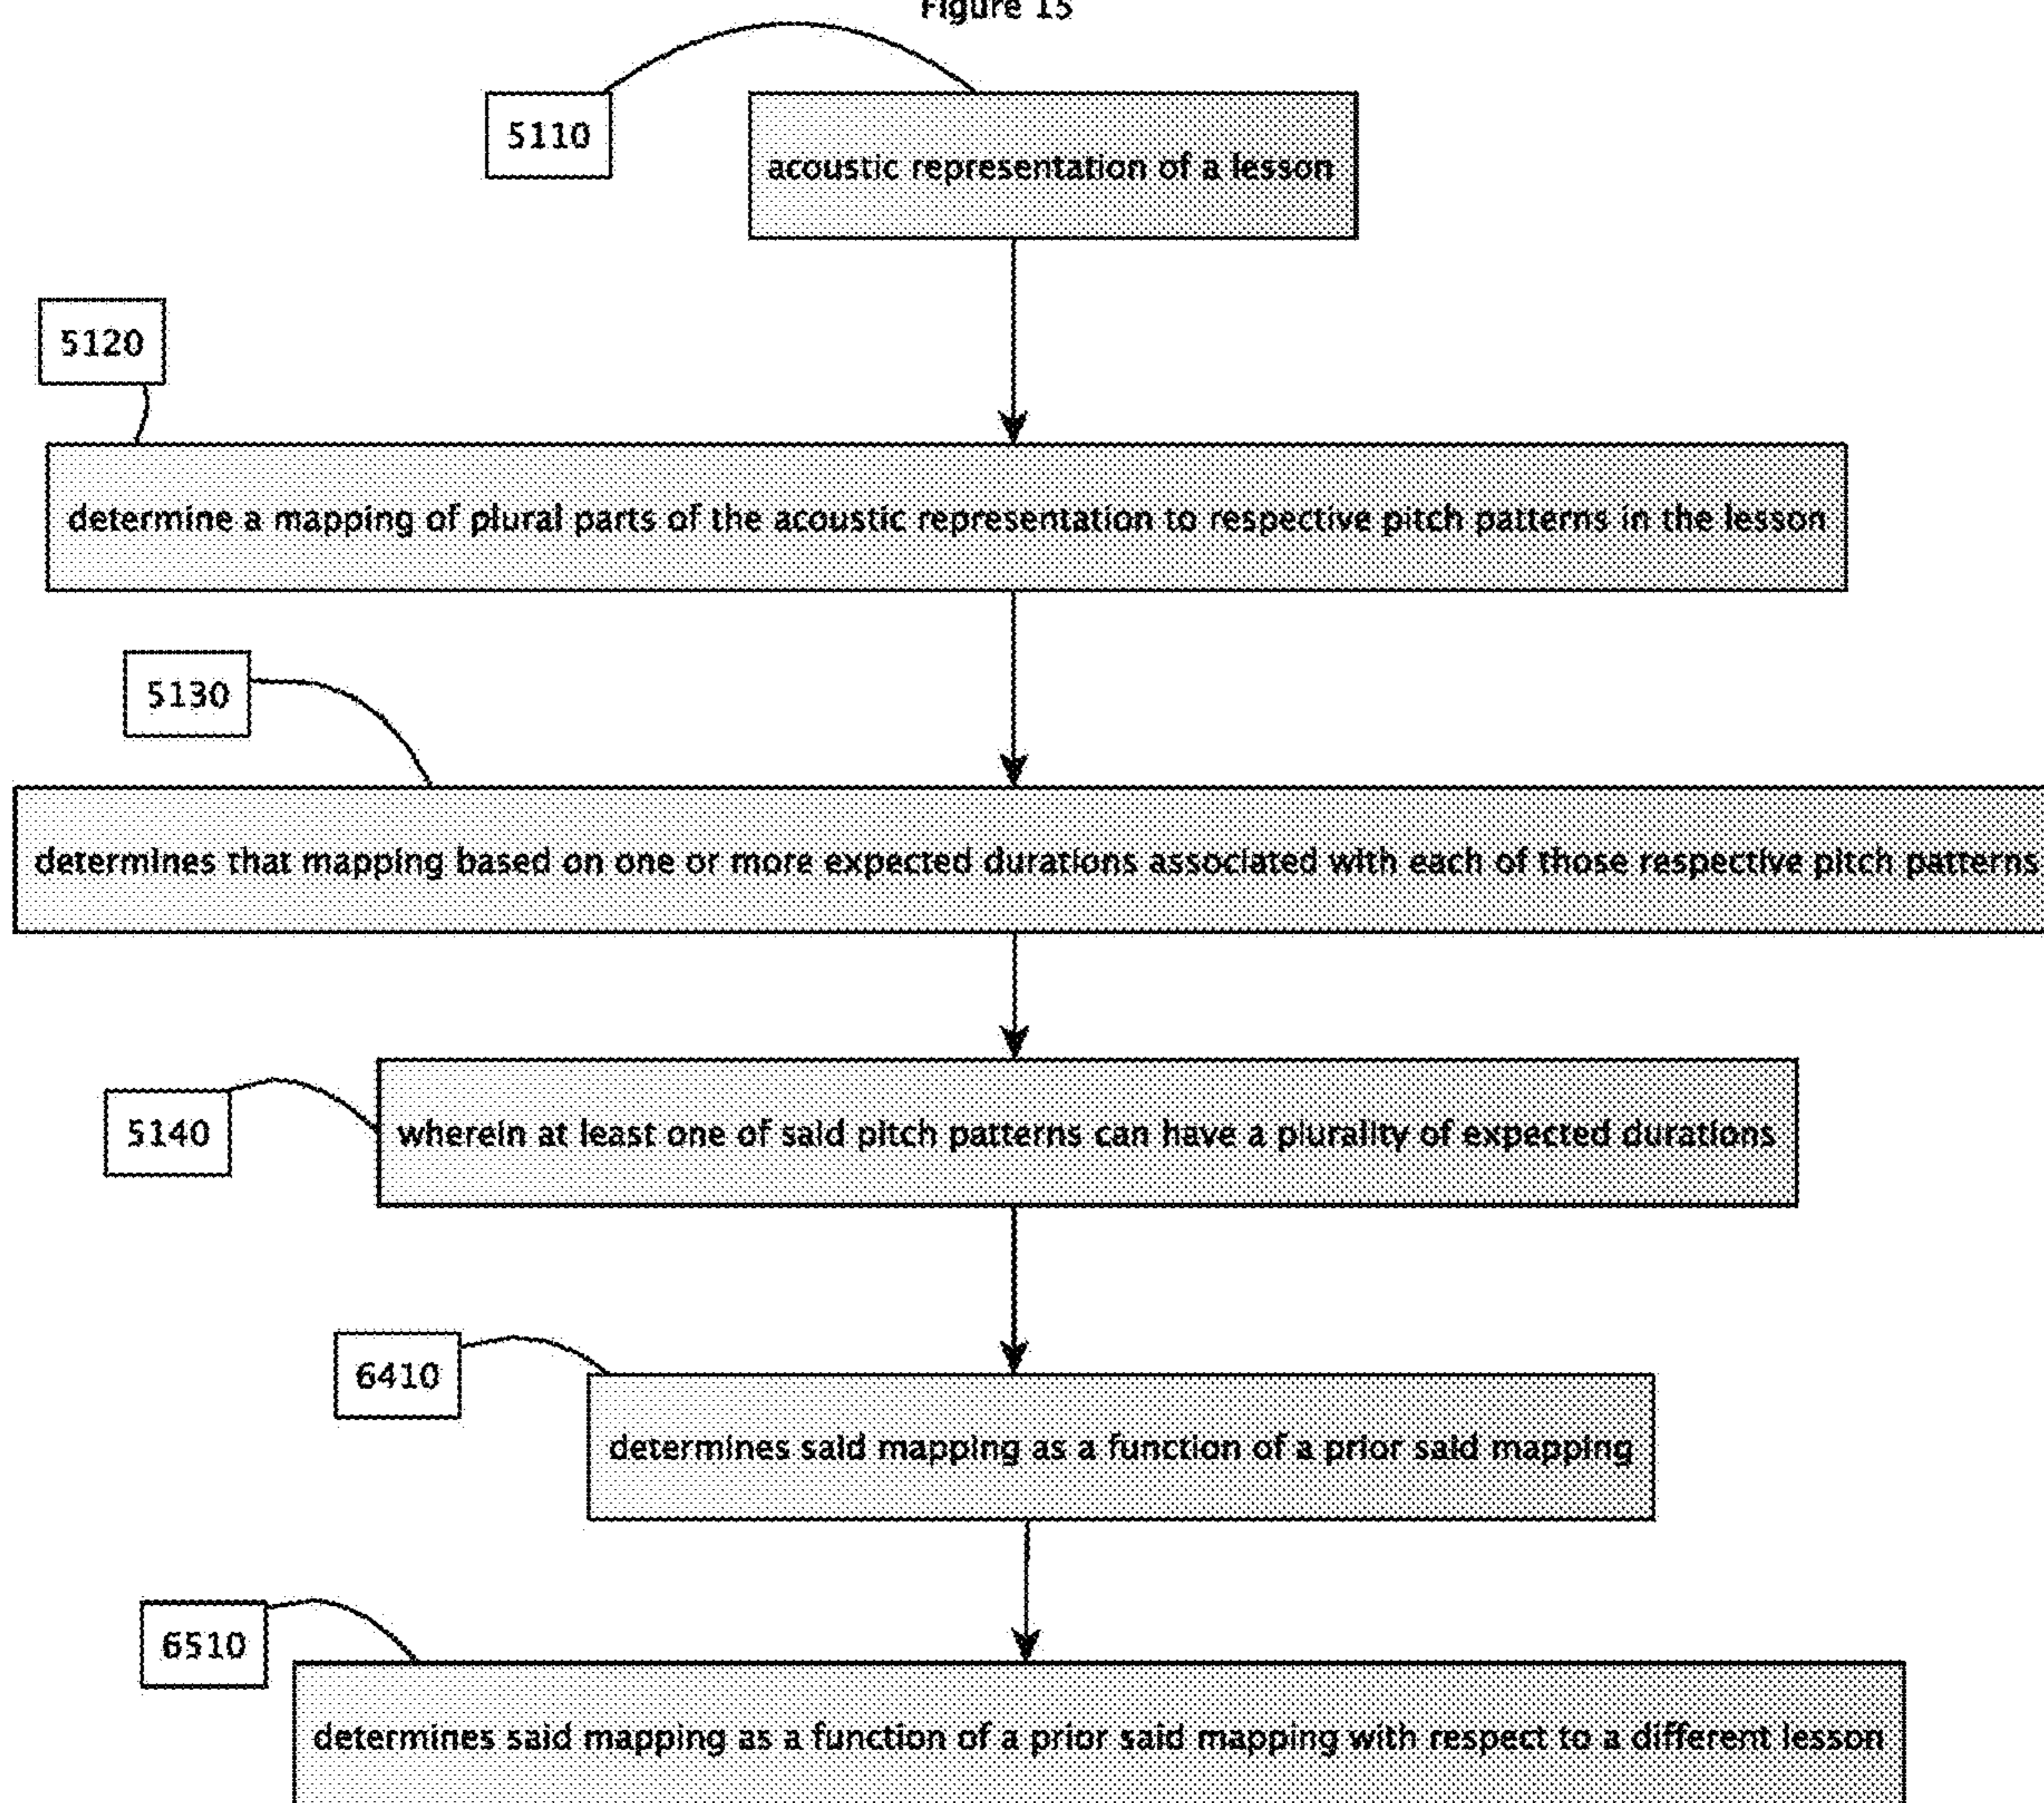 Figure 15
5110
acoustic representation of a lesson
5120
determine a mapping of plural parts of the acoustic representation to respective pitch patterns in the lesson
5130
determines that mapping based on one or more expected durations associated with each of those respective pitch patterns
5140
wherein at least one of said pitch patterns can have a plurality of expected durations
6410
determines said mapping as a function of a prior said mapping
6510
determines said mapping as a function of a prior said mapping with respect to a different lesson